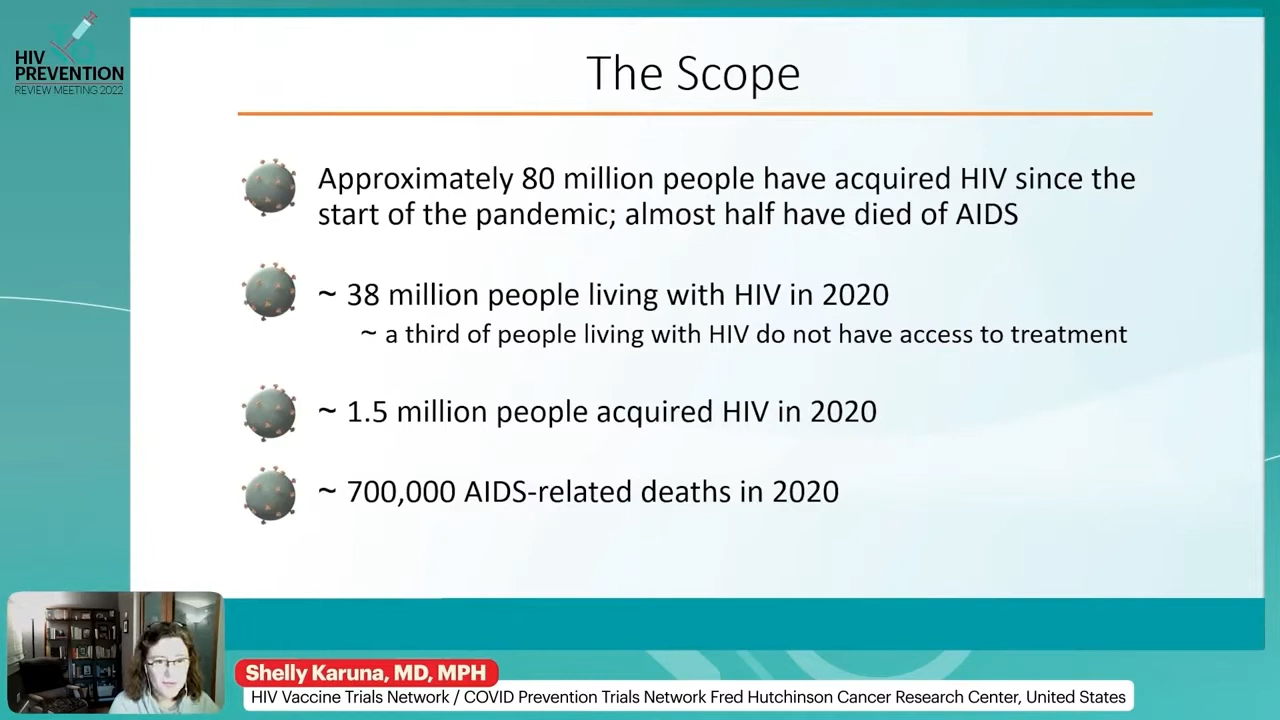 HIV
PREVENTION
REVIEW MEETING 2022
The Scope
Approximately 80 million people have acquired HIV since the
start of the pandemic; almost half have died of AIDS
~ 38 million people living with HIV in 2020
~ a third of people living with HIV do not have access to treatment
~ 1.5 million people acquired HIV in 2020
~ 700,000 AIDS-related deaths in 2020
Shelly Karuna, MD, MPH
HIV Vaccine Trials Network / COVID Prevention Trials Network Fred Hutchinson Cancer Research Center, United States